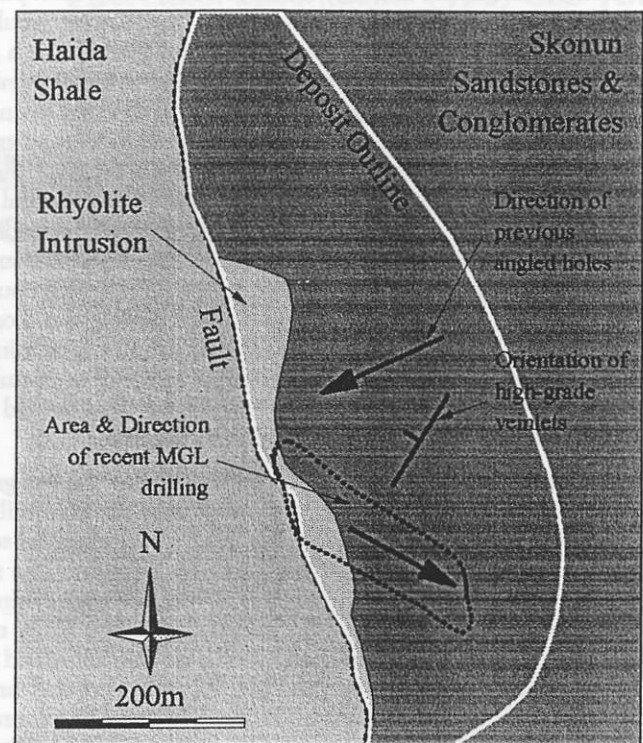 Haida
Shale
Skonun
Sandstones &
Conglomerates
Deposit Outline
Rhyolite
Intrusion
Direction of
previous
angled holes
Fault
Orientation of
high-grade
veinlets
Area & Direction
of recent MGL
drilling
N
200m